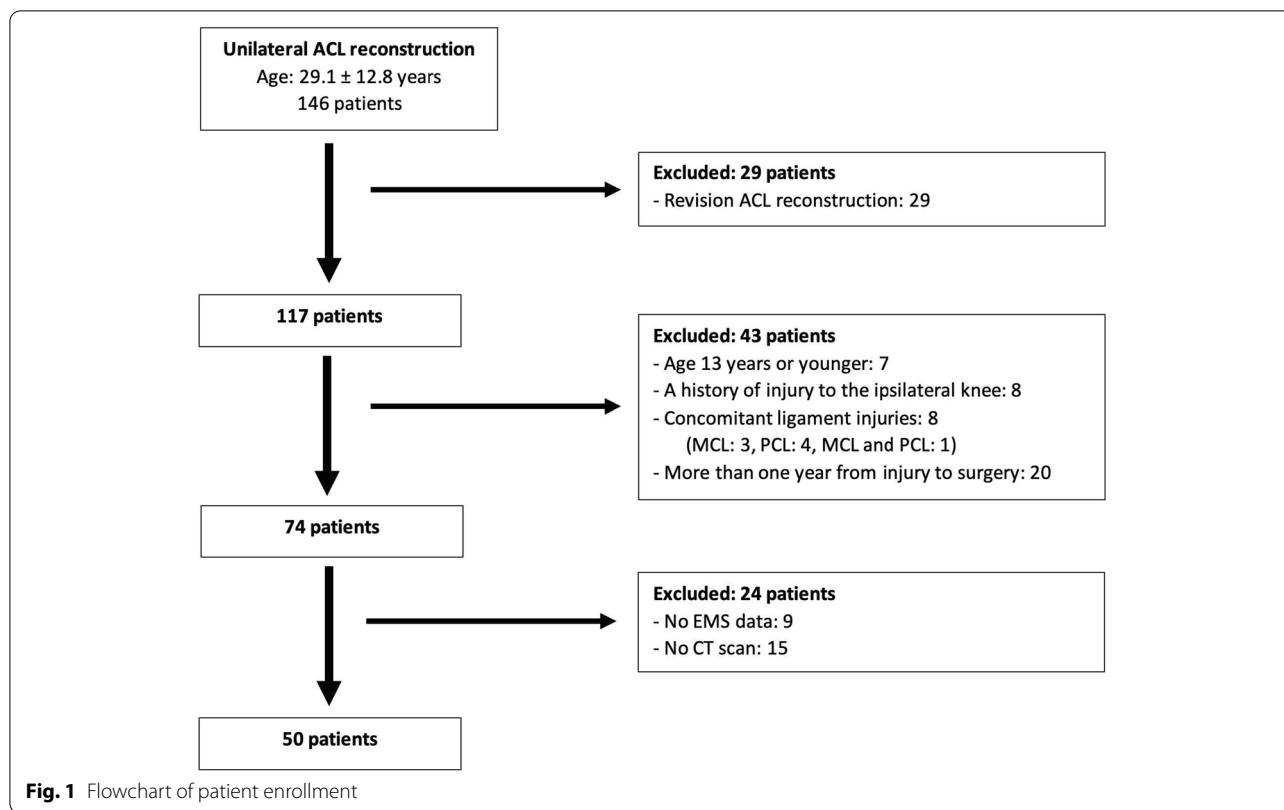 Unilateral ACL reconstruction
Age: 29.1 ± 12.8 years
146 patients
Excluded: 29 patients
- Revision ACL reconstruction: 29
117 patients
Excluded: 43 patients
- Age 13 years or younger: 7
- A history of injury to the ipsilateral knee: 8
- Concomitant ligament injuries: 8
(MCL: 3, PCL: 4, MCL and PCL: 1)
- More than one year from injury to surgery: 20
74 patients
Excluded: 24 patients
- No EMS data: 9
- No CT scan: 15
50 patients
Fig. 1 Flowchart of patient enrollment